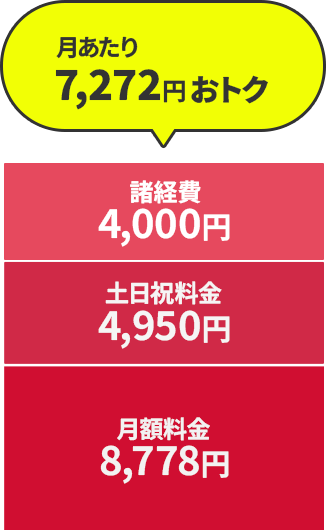 月あたり
7,272円 おトク
諸経費
4,000円
土日祝料金
4,950円
月額料金
8,778円